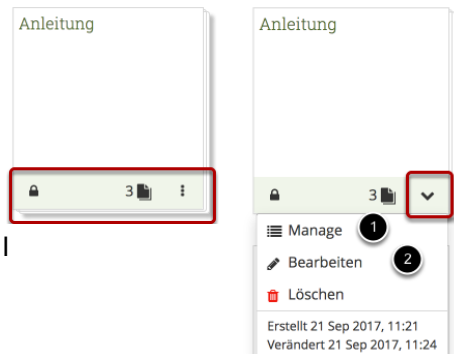 Anleitung
3
Anleitung
3
Manage 1
Bearbeiten 2
Löschen
Erstellt 21 Sep 2017, 11:21
Verändert 21 Sep 2017, 11:24
l